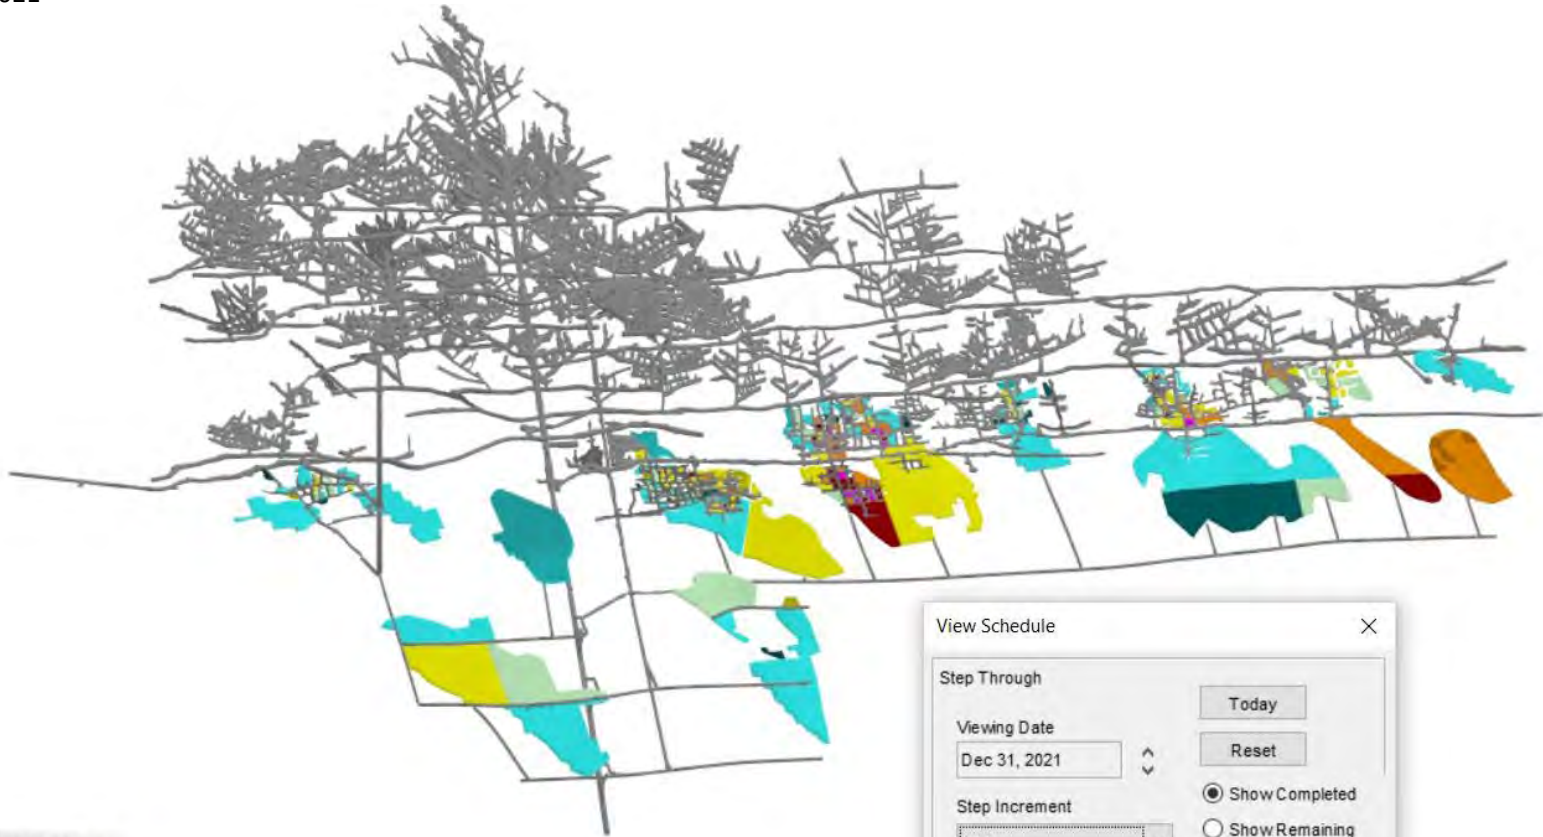 View Schedule
Step Through
Today
Viewing Date
Dec 31, 2021
Reset
Step Increment
Show Completed
Show Remaining